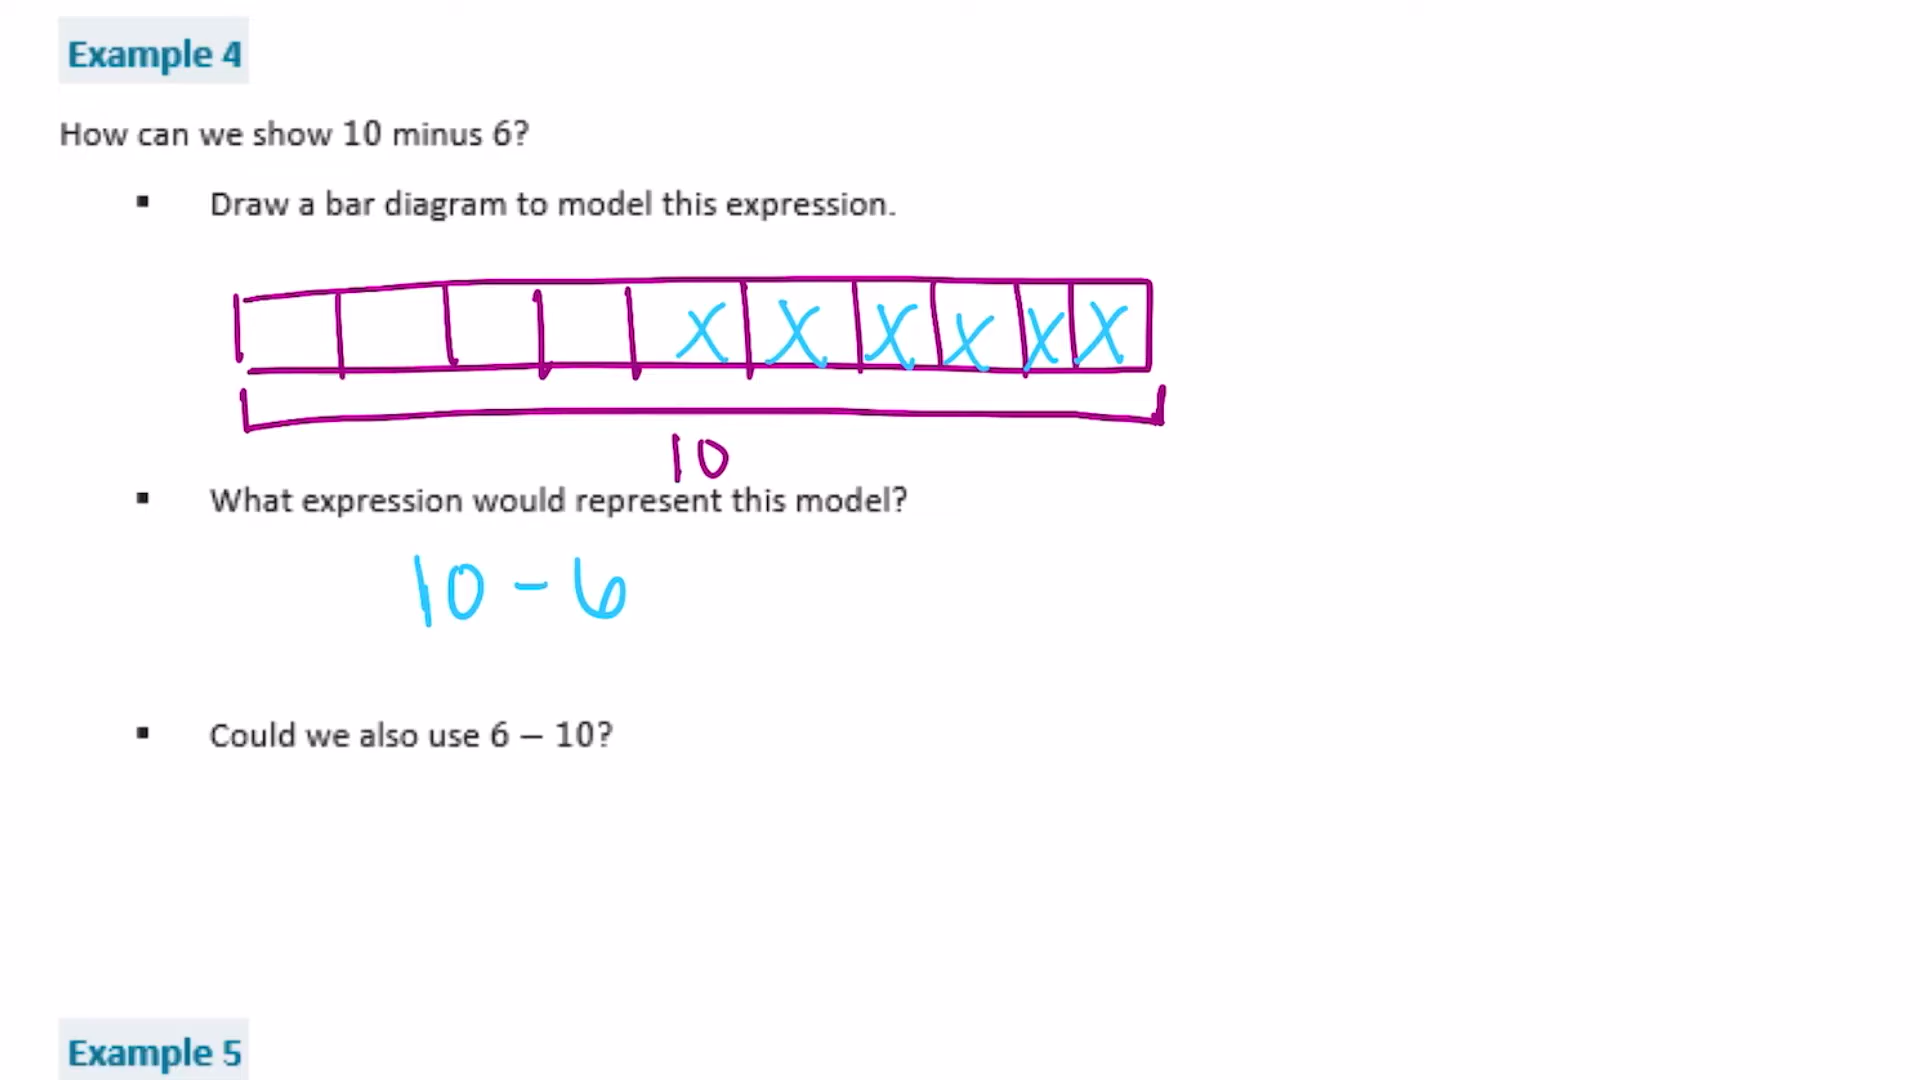 Example 4
How can we show 10 minus 6?
▪ Draw a bar diagram to model this expression.
X X X X X X
10
▪ What expression would represent this model?
10 - 6
▪ Could we also use 6 – 10?
Example 5